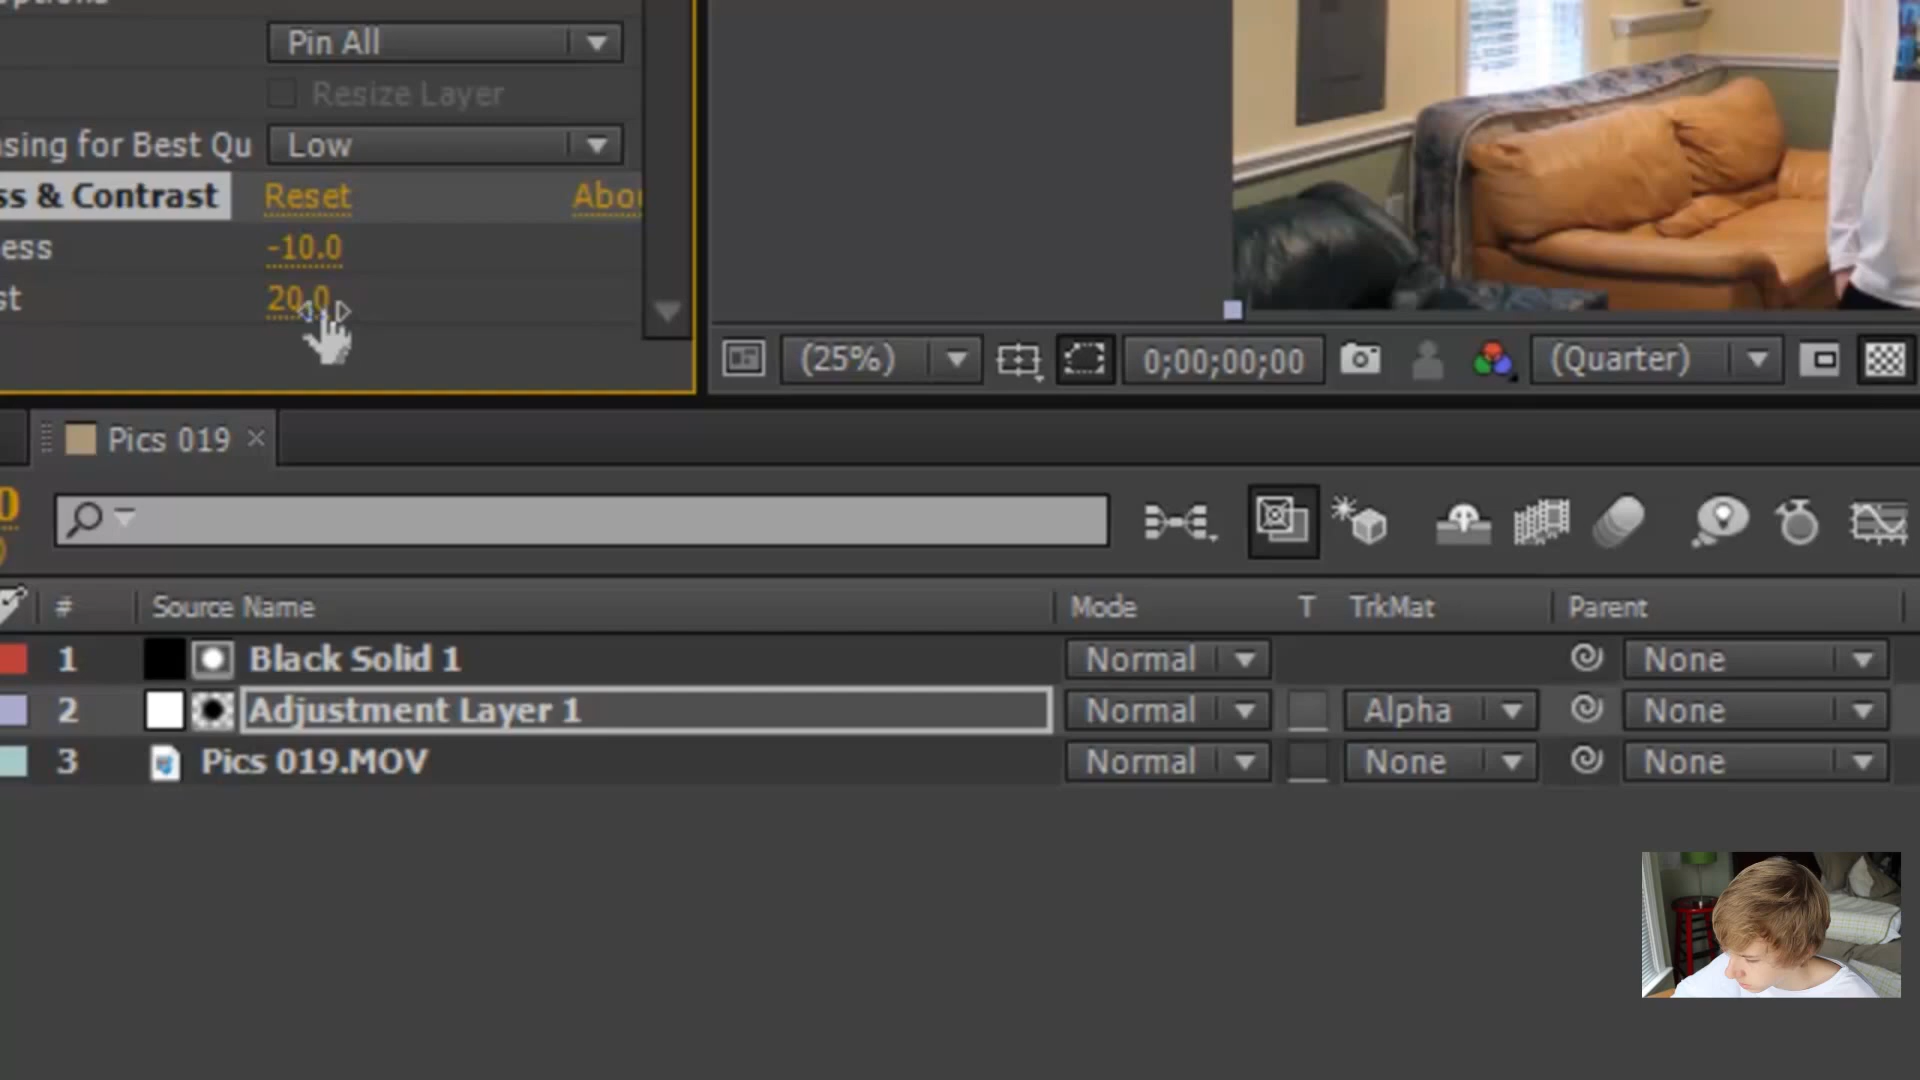 Pin All
Resize Layer
sing for Best Qu Low
ss & Contrast Reset Abo
ess -10.0
st 20.0
(25%) 0;00;00;00 (Quarter)
Pics 019 ×
0
# Source Name Mode T TrkMat Parent
1 Black Solid 1 Normal None
2 Adjustment Layer 1 Normal Alpha None
3 Pics 019.MOV Normal None None